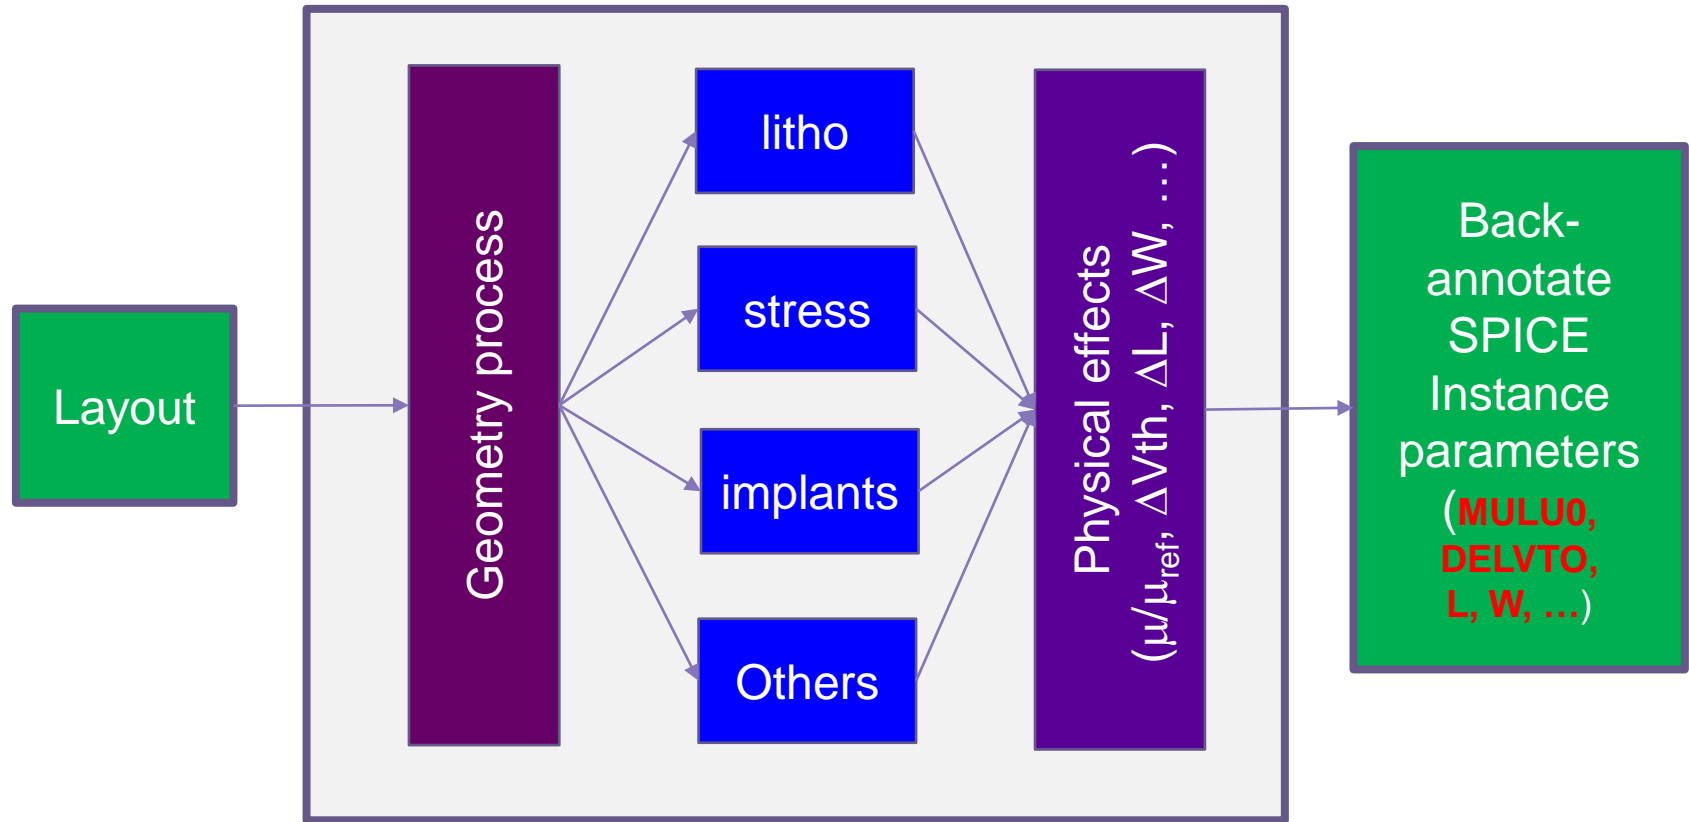 Layout
Geometry process
litho
stress
implants
Others
Physical effects
(μ/μref, ΔVth, ΔL, ΔW, …)
Back-
annotate
SPICE
Instance
parameters
(MULU0,
DELVTO,
L, W, …)